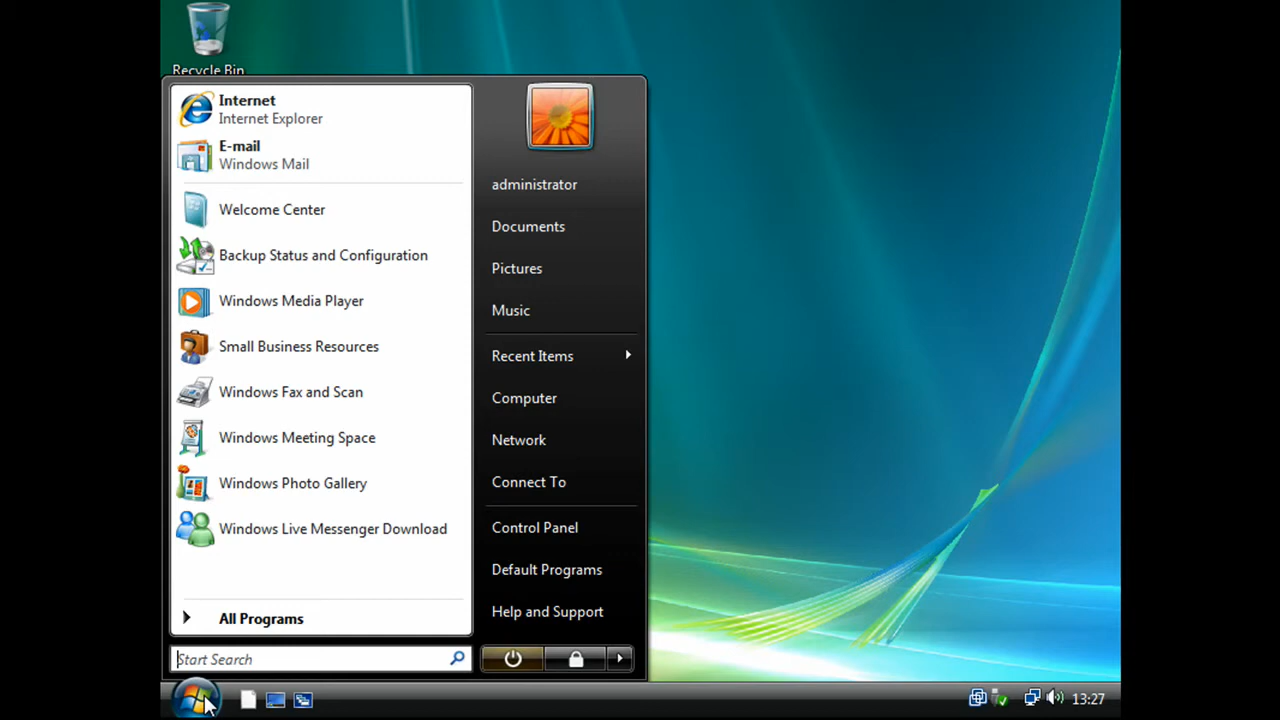 Recycle Bin
Internet
Internet Explorer
E-mail
Windows Mail
Welcome Center
Backup Status and Configuration
Windows Media Player
Small Business Resources
Windows Fax and Scan
Windows Meeting Space
Windows Photo Gallery
Windows Live Messenger Download
All Programs
Start Search
administrator
Documents
Pictures
Music
Recent Items
Computer
Network
Connect To
Control Panel
Default Programs
Help and Support
13:27